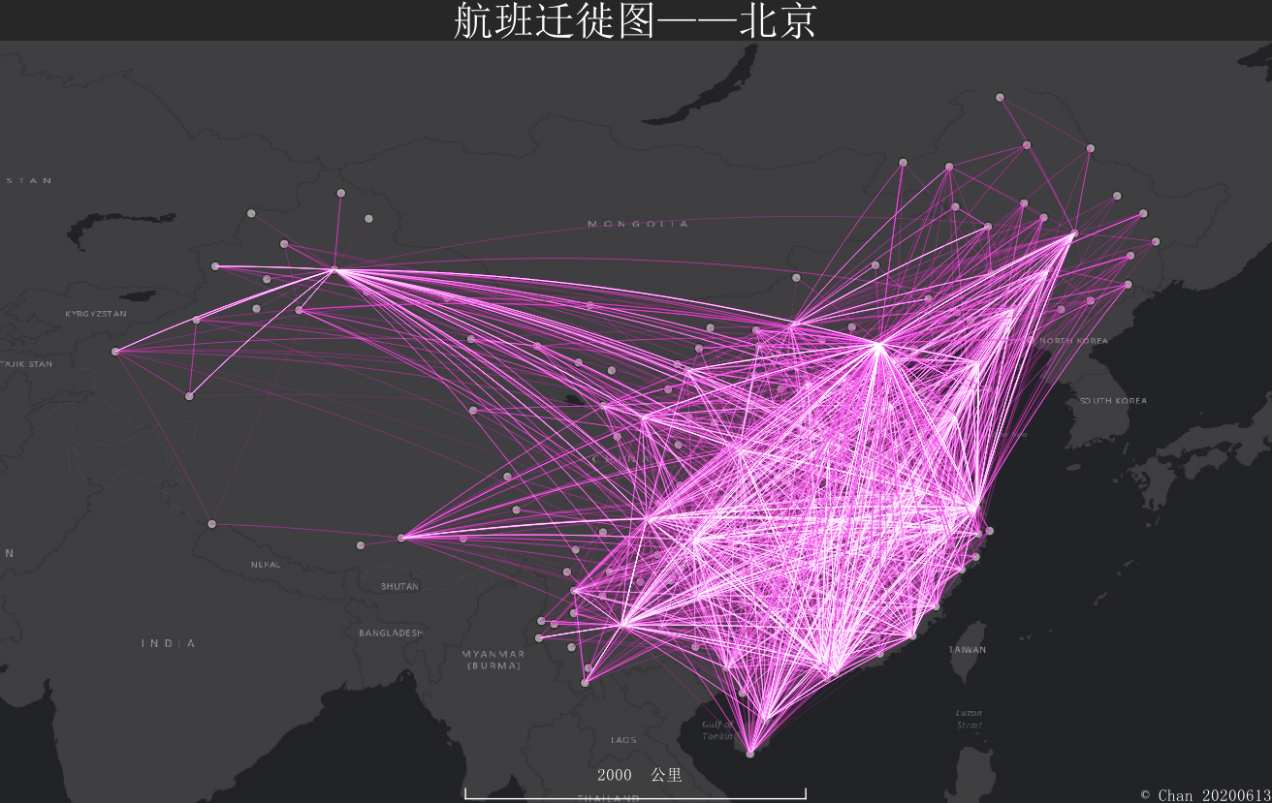 航班迁徙图——北京
STAN
MONGOLIA
KYRGYZSTAN
TAJIKISTAN
NORTH KOREA
SOUTH KOREA
N
NEPAL
BHUTAN
INDIA
BANGLADESH
MYANMAR
(BURMA)
TAIWAN
Luzon
Strait
Gulf of
Tonkin
LAOS
2000 公里
THAILAND
© Chan 20200613